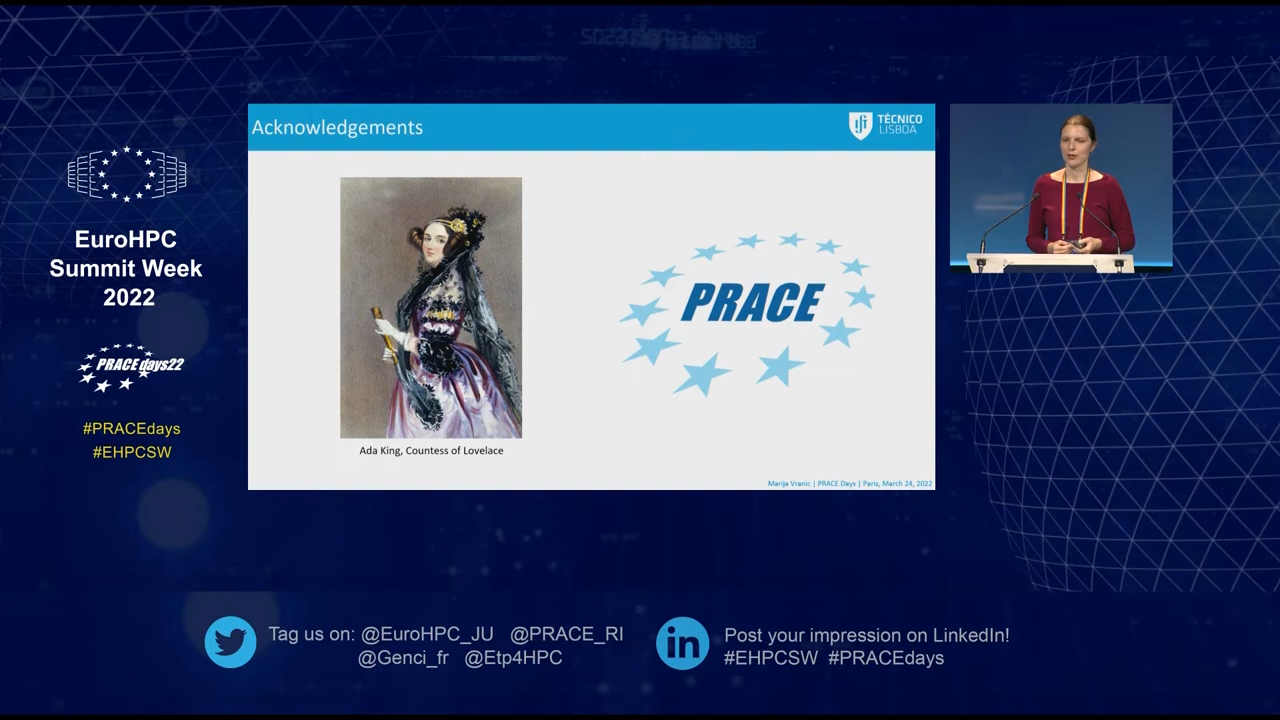 EuroHPC
Summit Week
2022
PRACEdays22
#PRACEdays
#EHPCSW
Acknowledgements
TÉCNICO
LISBOA
PRACE
Ada King, Countess of Lovelace
Marija Vranic | PRACE Days | Paris, March 24, 2022
Tag us on: @EuroHPC_JU @PRACE_RI
@Genci_fr @Etp4HPC
in
Post your impression on LinkedIn!
#EHPCSW #PRACEdays